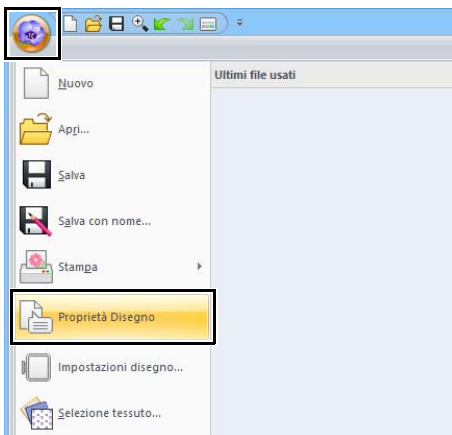 Ultimi file usati
Nuovo
Apri...
Salva
Salva con nome...
Stampa
Proprietà Disegno
Impostazioni disegno...
Selezione tessuto...